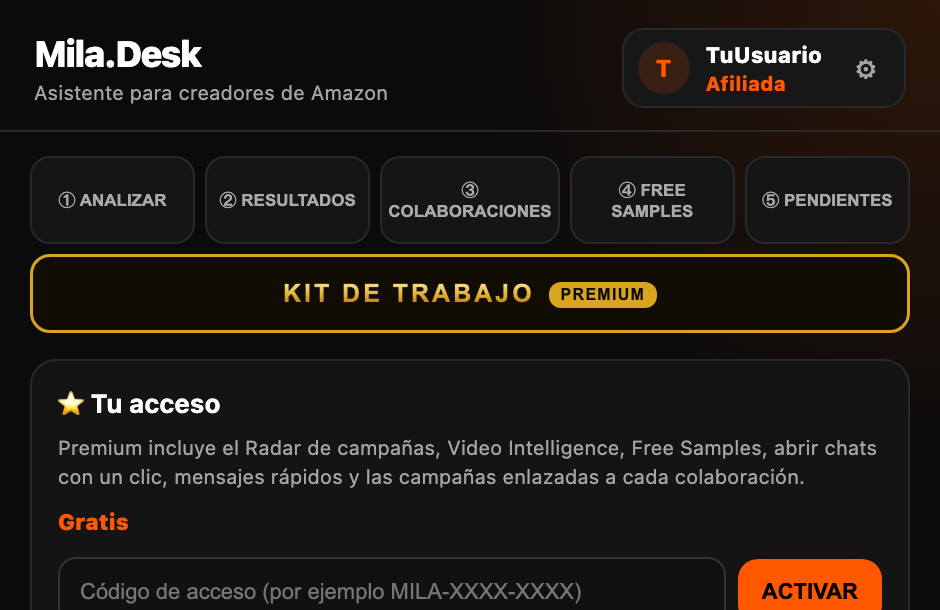 Mila.Desk
Asistente para creadores de Amazon
T
TuUsuario
Afiliada
① ANALIZAR
② RESULTADOS
③
COLABORACIONES
④ FREE
SAMPLES
⑤ PENDIENTES
KIT DE TRABAJO PREMIUM
Tu acceso
Premium incluye el Radar de campañas, Video Intelligence, Free Samples, abrir chats
con un clic, mensajes rápidos y las campañas enlazadas a cada colaboración.
Gratis
Código de acceso (por ejemplo MILA-XXXX-XXXX)
ACTIVAR